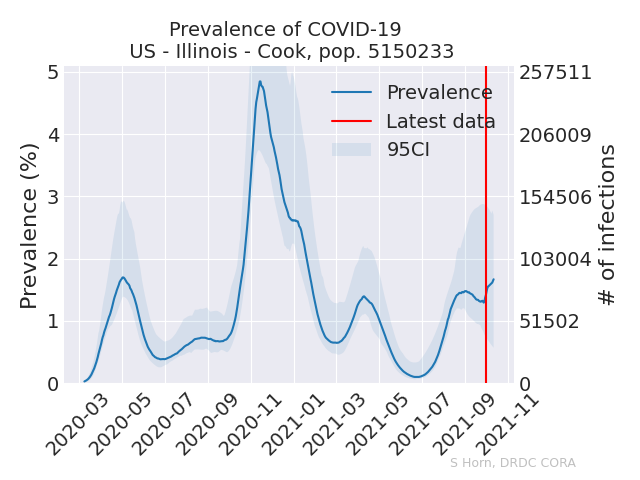 Prevalence of COVID-19
US - Illinois - Cook, pop. 5150233
Prevalence (%)
5
4
3
2
1
0
Prevalence
Latest data
95CI
257511
206009
154506
103004
51502
0
# of infections
2020-03
2020-05
2020-07
2020-09
2020-11
2021-01
2021-03
2021-05
2021-07
2021-09
2021-11
S Horn, DRDC CORA